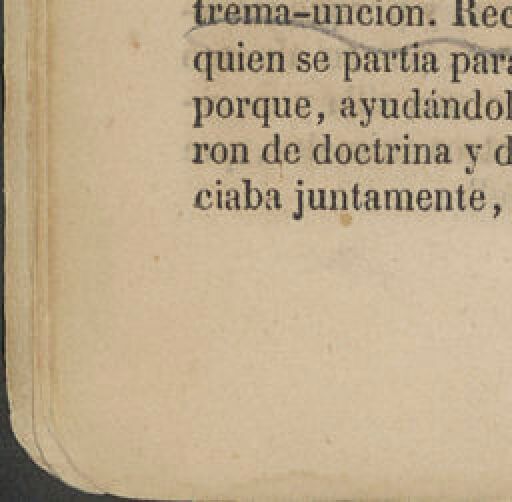 trema-uncion. Rec
quien se partia para
porque, ayudándol
ron de doctrina y d
ciaba juntamente,